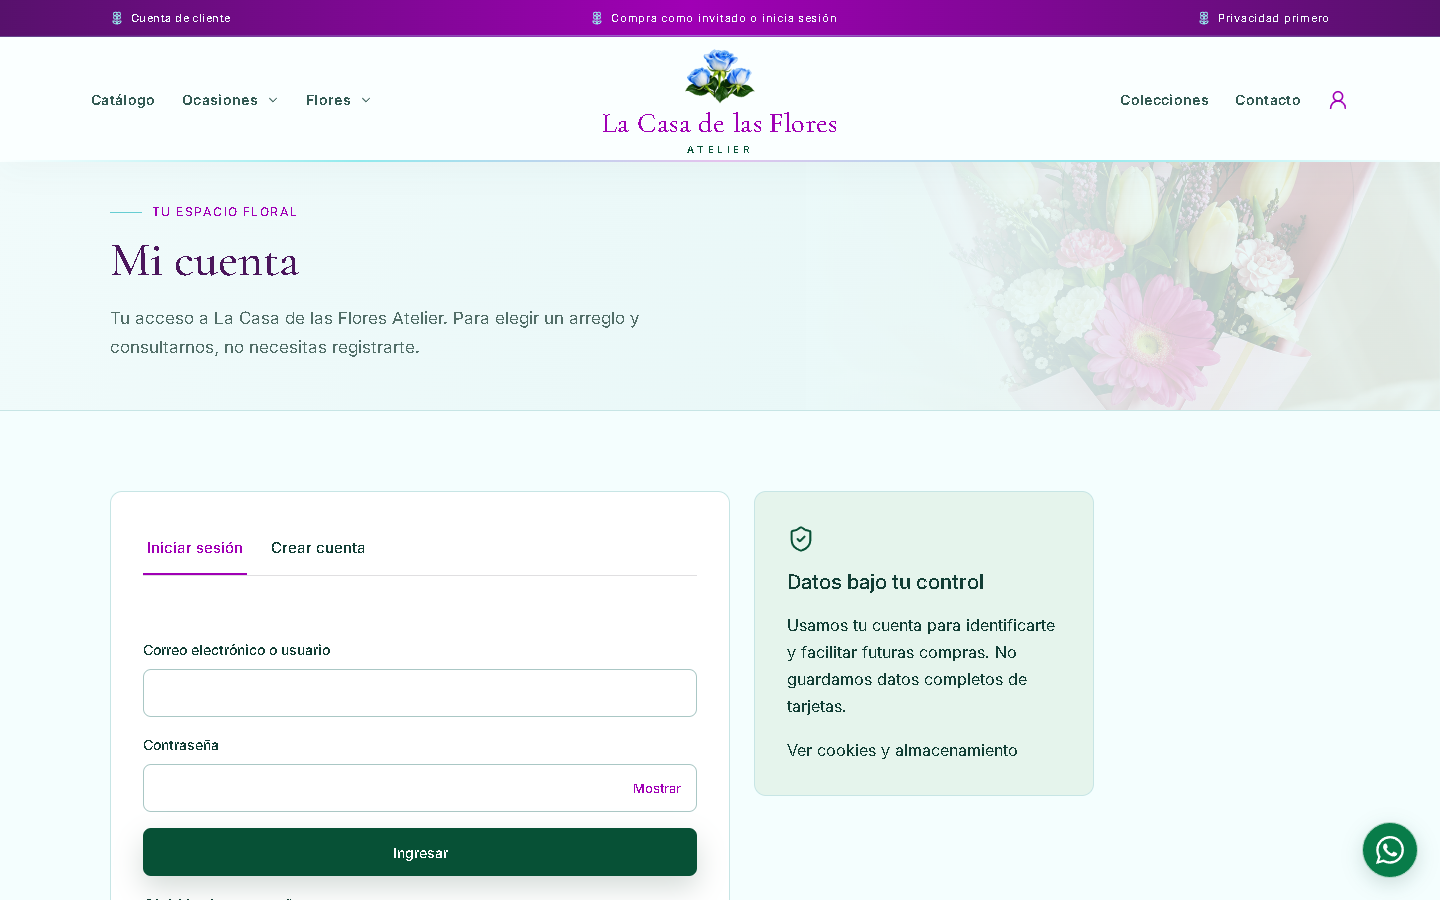 Cuenta de cliente
Compra como invitado o inicia sesión
Privacidad primero
Catálogo
Ocasiones
Flores
La Casa de las Flores
ATELIER
Colecciones
Contacto
TU ESPACIO FLORAL
Mi cuenta
Tu acceso a La Casa de las Flores Atelier. Para elegir un arreglo y
consultarnos, no necesitas registrarte.
Iniciar sesión
Crear cuenta
Correo electrónico o usuario
Contraseña
Mostrar
Ingresar
Datos bajo tu control
Usamos tu cuenta para identificarte
y facilitar futuras compras. No
guardamos datos completos de
tarjetas.
Ver cookies y almacenamiento